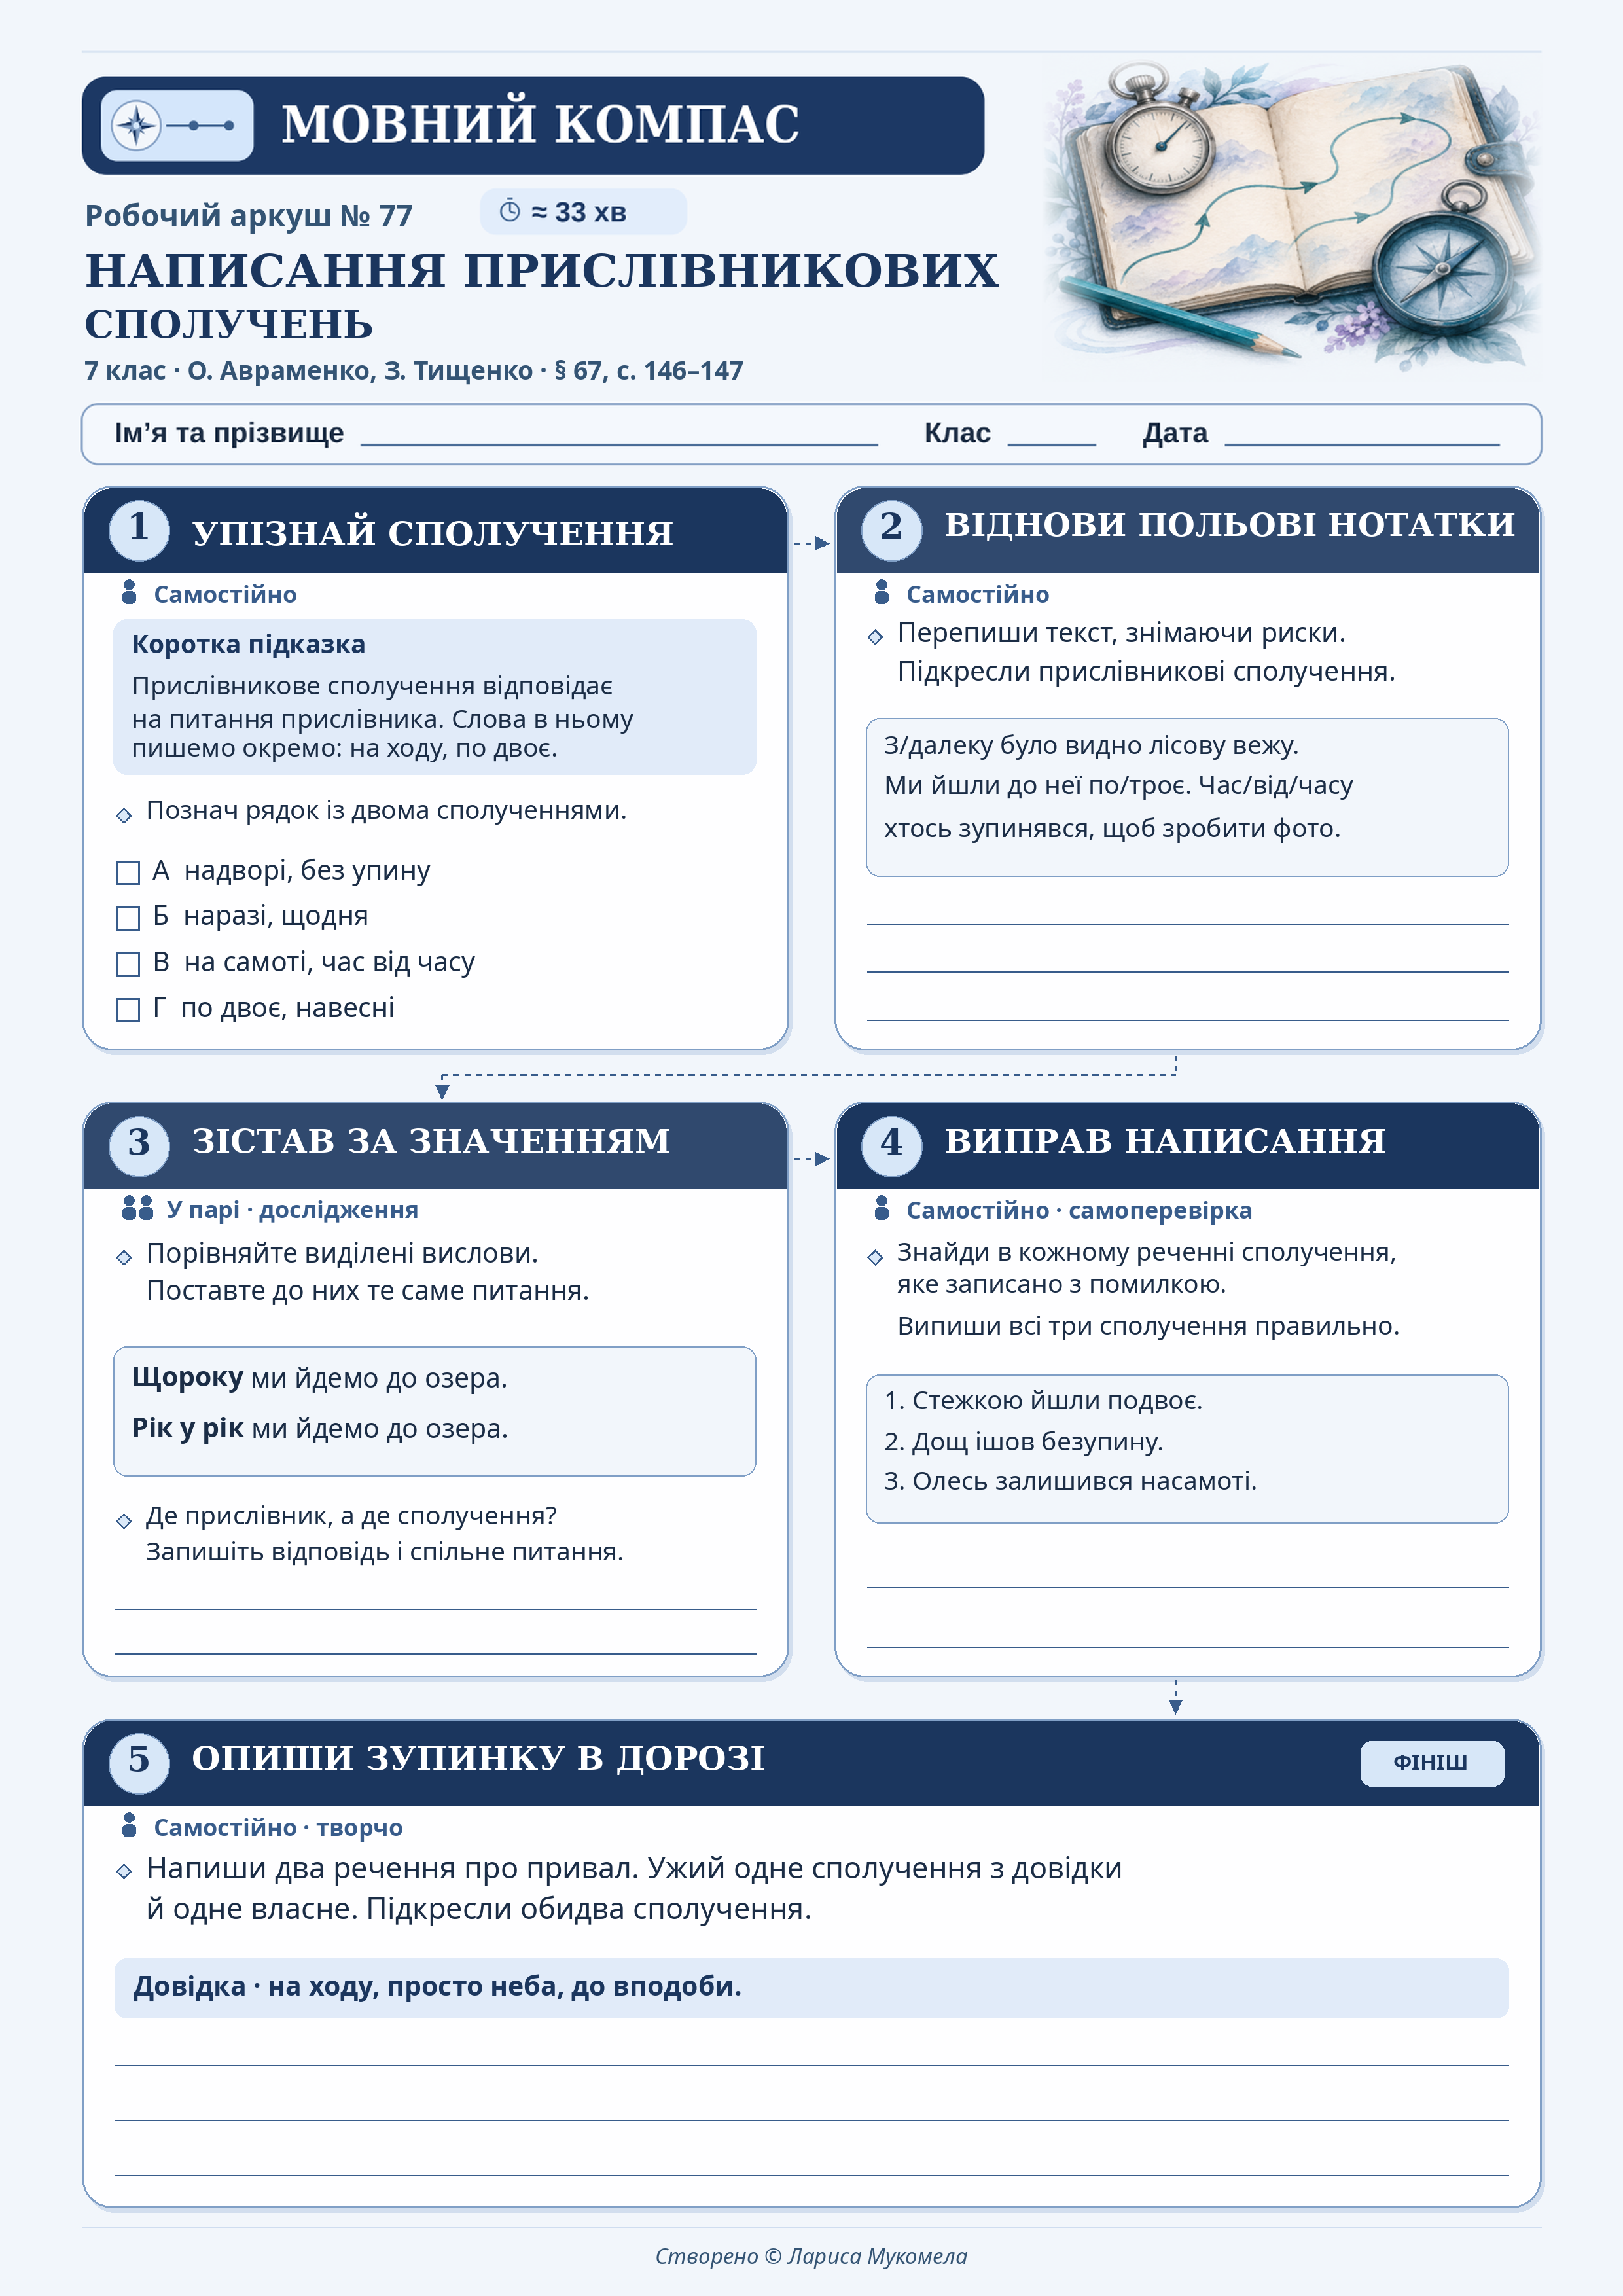 МОВНИЙ КОМПАС
Робочий аркуш № 77
≈ 33 хв
НАПИСАННЯ ПРИСЛІВНИКОВИХ
СПОЛУЧЕНЬ
7 клас · О. Авраменко, З. Тищенко · § 67, с. 146–147
Ім’я та прізвище Клас Дата
1 УПІЗНАЙ СПОЛУЧЕННЯ
Самостійно
Коротка підказка
Прислівникове сполучення відповідає
на питання прислівника. Слова в ньому
пишемо окремо: на ходу, по двоє.
Познач рядок із двома сполученнями.
А надворі, без упину
Б наразі, щодня
В на самоті, час від часу
Г по двоє, навесні
2 ВІДНОВИ ПОЛЬОВІ НОТАТКИ
Самостійно
Перепиши текст, знімаючи риски.
Підкресли прислівникові сполучення.
З/далеку було видно лісову вежу.
Ми йшли до неї по/троє. Час/від/часу
хтось зупинявся, щоб зробити фото.
3 ЗІСТАВ ЗА ЗНАЧЕННЯМ
У парі · дослідження
Порівняйте виділені вислови.
Поставте до них те саме питання.
Щороку ми йдемо до озера.
Рік у рік ми йдемо до озера.
Де прислівник, а де сполучення?
Запишіть відповідь і спільне питання.
4 ВИПРАВ НАПИСАННЯ
Самостійно · самоперевірка
Знайди в кожному реченні сполучення,
яке записано з помилкою.
Випиши всі три сполучення правильно.
1. Стежкою йшли подвоє.
2. Дощ ішов безупину.
3. Олесь залишився насамоті.
5 ОПИШИ ЗУПИНКУ В ДОРОЗІ
ФІНІШ
Самостійно · творчо
Напиши два речення про привал. Ужий одне сполучення з довідки
й одне власне. Підкресли обидва сполучення.
Довідка · на ходу, просто неба, до вподоби.
Створено © Лариса Мукомела